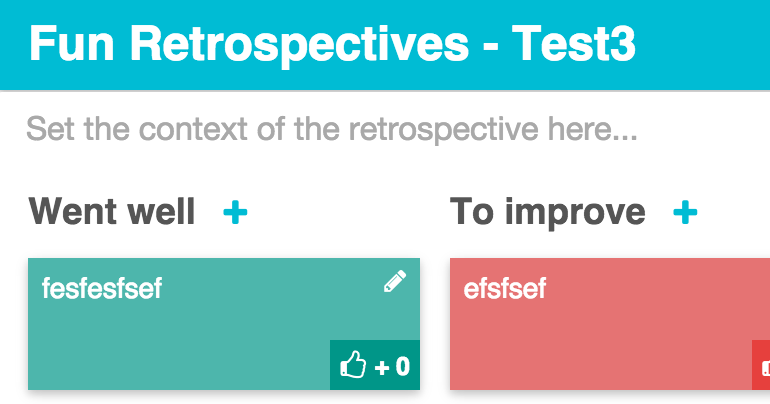 Fun Retrospectives - Test3
Set the context of the retrospective here...
Went well +
To improve +
fesfesfsef
efsfsef
+ 0